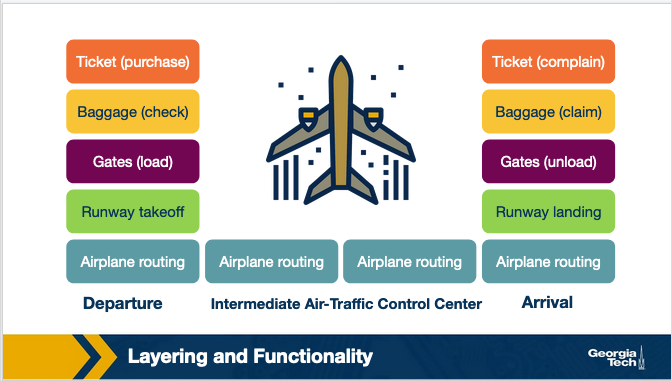 Ticket (purchase)
Ticket (complain)
Baggage (check)
Baggage (claim)
Gates (load)
Gates (unload)
Runway takeoff
Runway landing
Airplane routing
Airplane routing
Airplane routing
Airplane routing
Departure
Intermediate Air-Traffic Control Center
Arrival
Layering and Functionality
Georgia
Tech